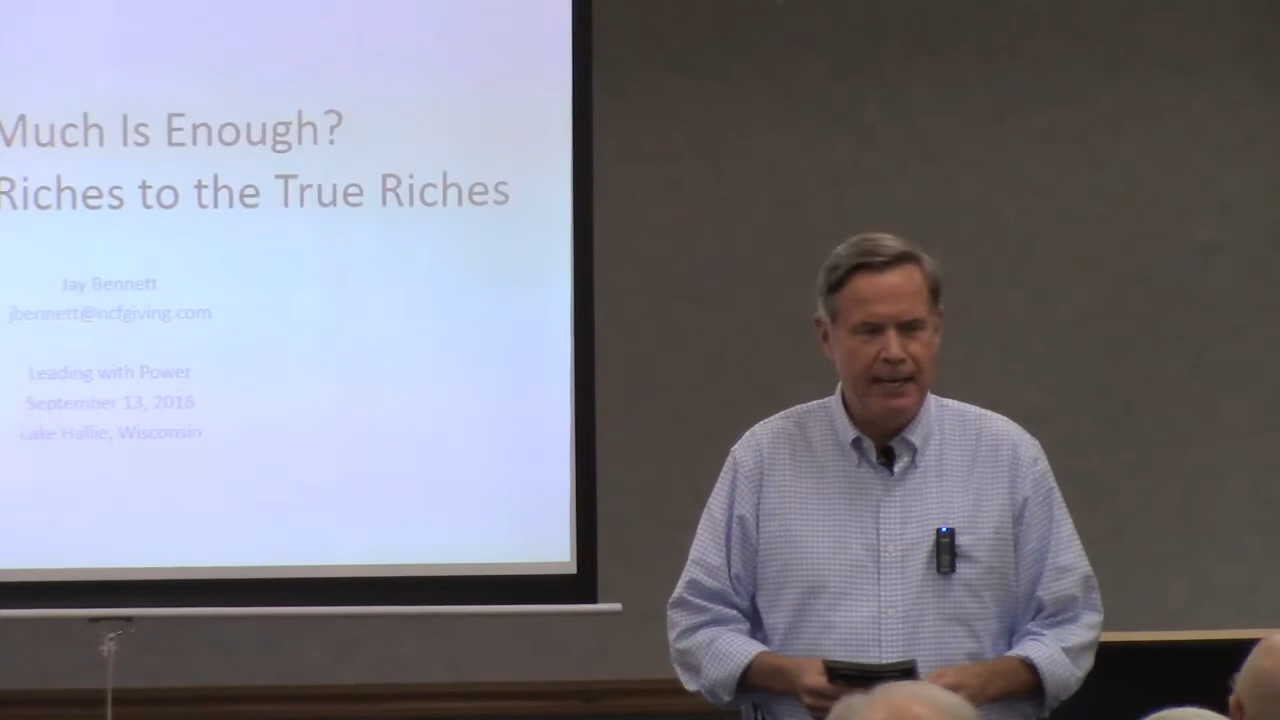 Much Is Enough?
Riches to the True Riches
Jay Bennett
jbennett@ncfgiving.com
Leading with Power
September 13, 2018
Lake Hallie, Wisconsin